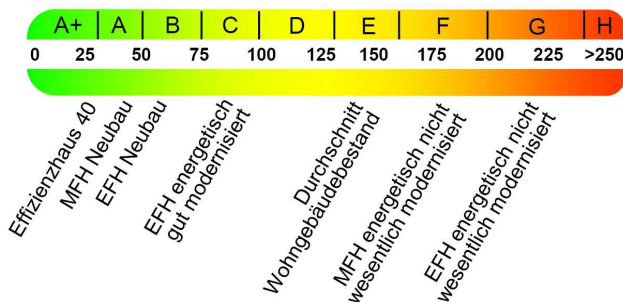 A+ A B C D E F G H
0 25 50 75 100 125 150 175 200 225 >250
Effizienzhaus 40
MFH Neubau
EFH Neubau
EFH energetisch
gut modernisiert
Durchschnitt
Wohngebäudebestand
MFH energetisch nicht
wesentlich modernisiert
EFH energetisch nicht
wesentlich modernisiert